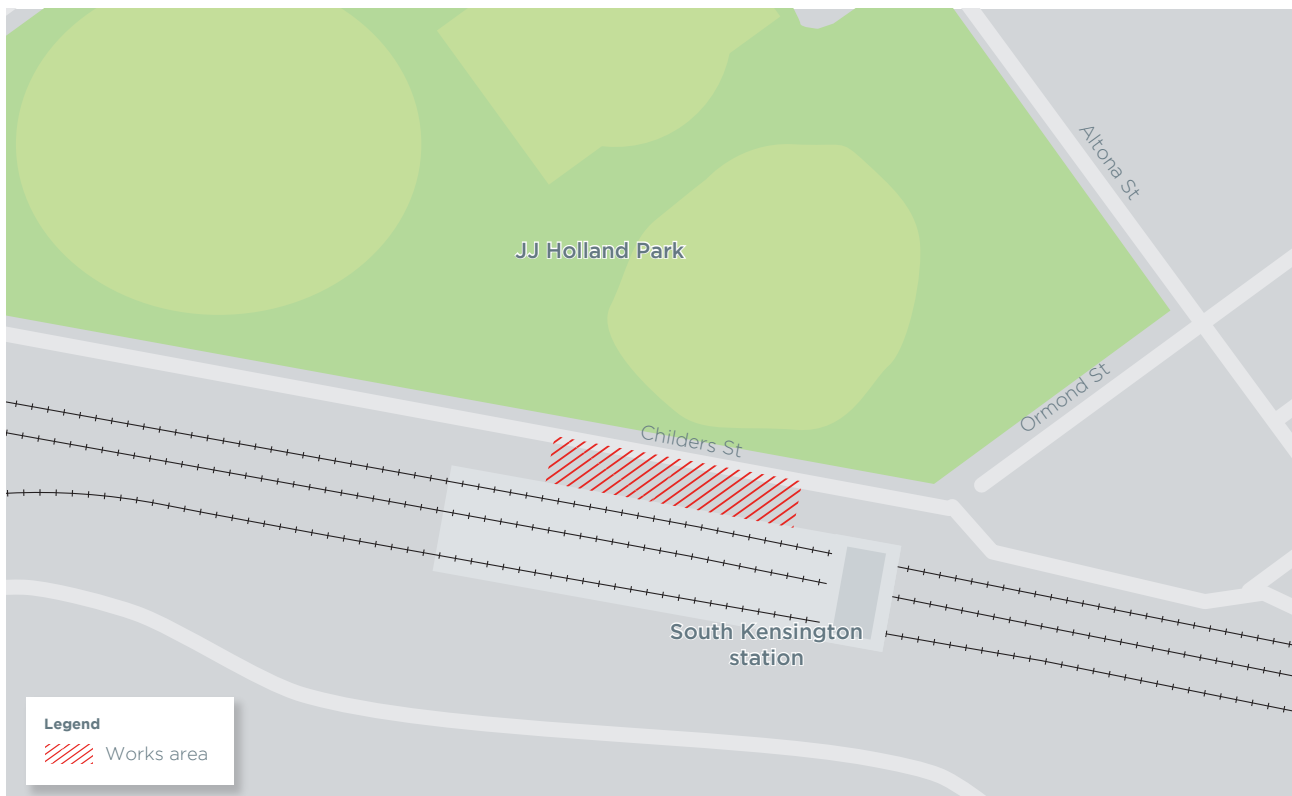 Altona St
JJ Holland Park
Ormond St
Childers St
South Kensington
station
Legend
Works area